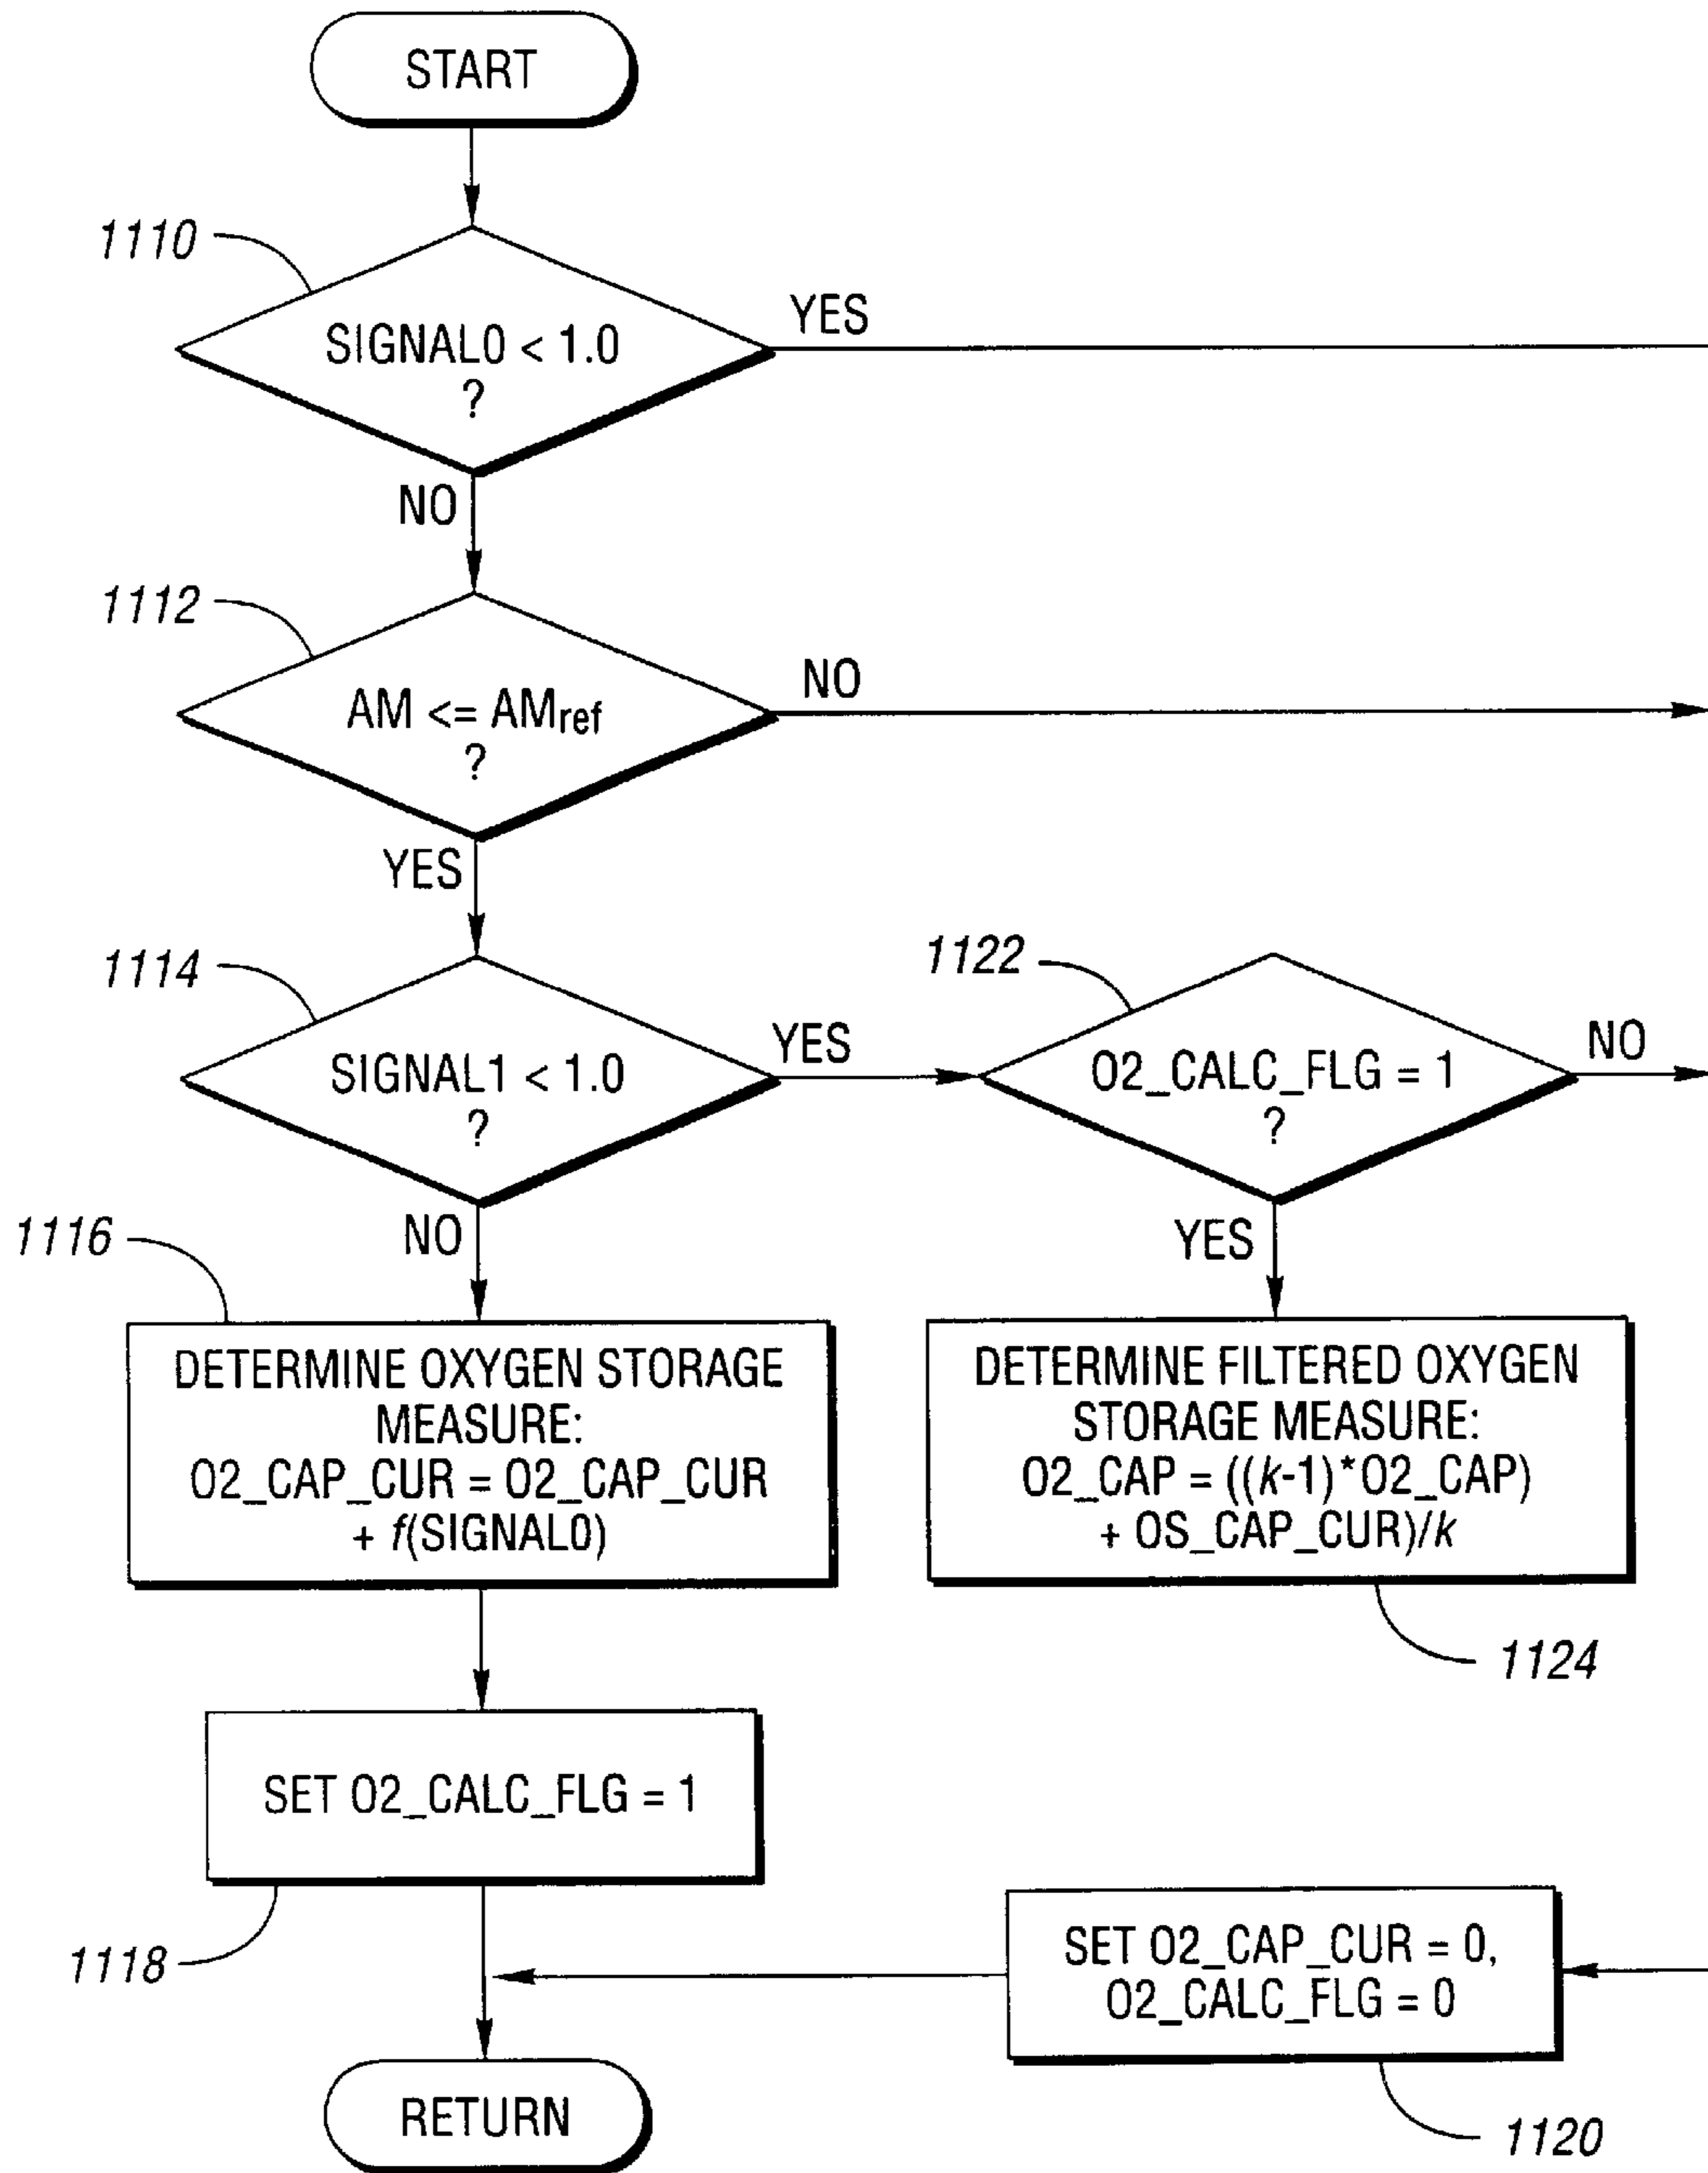 START
1110
SIGNAL0 < 1.0
?
YES
NO
1112
AM <= AMref
?
NO
YES
1114
SIGNAL1 < 1.0
?
YES
NO
1122
O2_CALC_FLG = 1
?
NO
YES
1116
DETERMINE OXYGEN STORAGE
MEASURE:
O2_CAP_CUR = O2_CAP_CUR
+ f(SIGNAL0)
DETERMINE FILTERED OXYGEN
STORAGE MEASURE:
O2_CAP = ((k-1)*O2_CAP)
+ OS_CAP_CUR)/k
1124
SET O2_CALC_FLG = 1
1118
SET O2_CAP_CUR = 0,
O2_CALC_FLG = 0
1120
RETURN